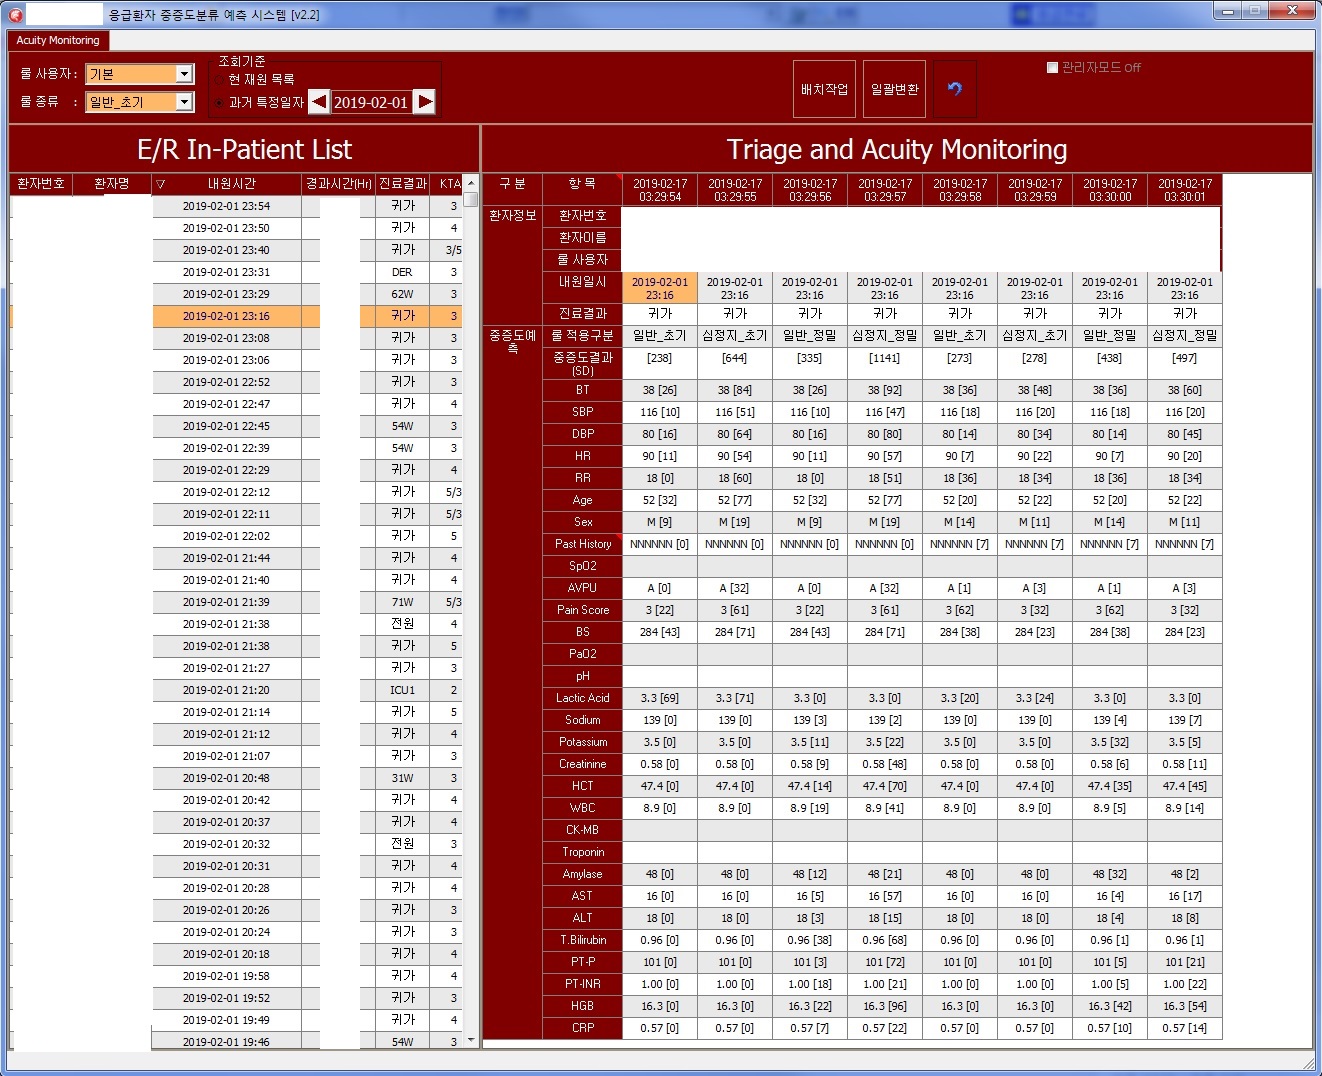 응급환자 중증도분류 예측 시스템 [v2.2]
Acuity Monitoring
룰 사용자 : 기본
룰 종류 : 일반_초기
조회기준
현 재원 목록
과거 특정일자 2019-02-01
배치작업 일괄변환
관리자모드 Off
E/R In-Patient List
환자번호 환자명 내원시간 경과시간(Hr) 진료결과 KTA
2019-02-01 23:54 귀가 3
2019-02-01 23:50 귀가 4
2019-02-01 23:40 귀가 3/5
2019-02-01 23:31 DER 3
2019-02-01 23:29 62W 3
2019-02-01 23:16 귀가 3
2019-02-01 23:08 귀가 3
2019-02-01 23:06 귀가 3
2019-02-01 22:52 귀가 3
2019-02-01 22:47 귀가 4
2019-02-01 22:45 54W 3
2019-02-01 22:39 54W 3
2019-02-01 22:29 귀가 4
2019-02-01 22:12 귀가 5/3
2019-02-01 22:11 귀가 5/3
2019-02-01 22:02 귀가 5
2019-02-01 21:44 귀가 4
2019-02-01 21:40 귀가 4
2019-02-01 21:39 71W 5/3
2019-02-01 21:38 전원 4
2019-02-01 21:38 귀가 5
2019-02-01 21:27 귀가 3
2019-02-01 21:20 ICU1 2
2019-02-01 21:14 귀가 5
2019-02-01 21:12 귀가 4
2019-02-01 21:07 귀가 3
2019-02-01 20:48 31W 3
2019-02-01 20:42 귀가 4
2019-02-01 20:37 귀가 4
2019-02-01 20:32 전원 3
2019-02-01 20:31 귀가 4
2019-02-01 20:28 귀가 4
2019-02-01 20:26 귀가 3
2019-02-01 20:24 귀가 3
2019-02-01 20:18 귀가 4
2019-02-01 19:58 귀가 4
2019-02-01 19:52 귀가 3
2019-02-01 19:49 귀가 4
2019-02-01 19:46 54W 3
Triage and Acuity Monitoring
구 분 항 목 2019-02-17 2019-02-17 2019-02-17 2019-02-17 2019-02-17 2019-02-17 2019-02-17 2019-02-17
03:29:54 03:29:55 03:29:56 03:29:57 03:29:58 03:29:59 03:30:00 03:30:01
환자정보 환자번호
환자이름
룰 사용자
내원일시 2019-02-01 2019-02-01 2019-02-01 2019-02-01 2019-02-01 2019-02-01 2019-02-01 2019-02-01
23:16 23:16 23:16 23:16 23:16 23:16 23:16 23:16
진료결과 귀가 귀가 귀가 귀가 귀가 귀가 귀가 귀가
중증도예 룰 적용구분 일반_초기 심정지_초기 일반_정밀 심정지_정밀 일반_초기 심정지_초기 일반_정밀 심정지_정밀
측 중증도결과 [238] [644] [335] [1141] [273] [278] [438] [497]
(SD)
BT 38 [26] 38 [84] 38 [26] 38 [92] 38 [36] 38 [48] 38 [36] 38 [60]
SBP 116 [10] 116 [51] 116 [10] 116 [47] 116 [18] 116 [20] 116 [18] 116 [20]
DBP 80 [16] 80 [64] 80 [16] 80 [80] 80 [14] 80 [34] 80 [14] 80 [45]
HR 90 [11] 90 [54] 90 [11] 90 [57] 90 [7] 90 [22] 90 [7] 90 [20]
RR 18 [0] 18 [60] 18 [0] 18 [51] 18 [36] 18 [34] 18 [36] 18 [34]
Age 52 [32] 52 [77] 52 [32] 52 [77] 52 [20] 52 [22] 52 [20] 52 [22]
Sex M [9] M [19] M [9] M [19] M [14] M [11] M [14] M [11]
Past History NNNNNN [0] NNNNNN [0] NNNNNN [0] NNNNNN [0] NNNNNN [7] NNNNNN [7] NNNNNN [7] NNNNNN [7]
SpO2
AVPU A [0] A [32] A [0] A [32] A [1] A [3] A [1] A [3]
Pain Score 3 [22] 3 [61] 3 [22] 3 [61] 3 [62] 3 [32] 3 [62] 3 [32]
BS 284 [43] 284 [71] 284 [43] 284 [71] 284 [38] 284 [23] 284 [38] 284 [23]
PaO2
pH
Lactic Acid 3.3 [69] 3.3 [71] 3.3 [0] 3.3 [0] 3.3 [20] 3.3 [24] 3.3 [0] 3.3 [0]
Sodium 139 [0] 139 [0] 139 [3] 139 [2] 139 [0] 139 [0] 139 [4] 139 [7]
Potassium 3.5 [0] 3.5 [0] 3.5 [11] 3.5 [22] 3.5 [0] 3.5 [0] 3.5 [32] 3.5 [5]
Creatinine 0.58 [0] 0.58 [0] 0.58 [9] 0.58 [48] 0.58 [0] 0.58 [0] 0.58 [6] 0.58 [11]
HCT 47.4 [0] 47.4 [0] 47.4 [14] 47.4 [70] 47.4 [0] 47.4 [0] 47.4 [35] 47.4 [45]
WBC 8.9 [0] 8.9 [0] 8.9 [19] 8.9 [41] 8.9 [0] 8.9 [0] 8.9 [5] 8.9 [14]
CK-MB
Troponin
Amylase 48 [0] 48 [0] 48 [12] 48 [21] 48 [0] 48 [0] 48 [32] 48 [2]
AST 16 [0] 16 [0] 16 [5] 16 [57] 16 [0] 16 [0] 16 [4] 16 [17]
ALT 18 [0] 18 [0] 18 [3] 18 [15] 18 [0] 18 [0] 18 [4] 18 [8]
T.Bilirubin 0.96 [0] 0.96 [0] 0.96 [38] 0.96 [68] 0.96 [0] 0.96 [0] 0.96 [1] 0.96 [1]
PT-P 101 [0] 101 [0] 101 [3] 101 [72] 101 [0] 101 [0] 101 [5] 101 [21]
PT-INR 1.00 [0] 1.00 [0] 1.00 [18] 1.00 [21] 1.00 [0] 1.00 [0] 1.00 [5] 1.00 [22]
HGB 16.3 [0] 16.3 [0] 16.3 [22] 16.3 [96] 16.3 [0] 16.3 [0] 16.3 [42] 16.3 [54]
CRP 0.57 [0] 0.57 [0] 0.57 [7] 0.57 [22] 0.57 [0] 0.57 [0] 0.57 [10] 0.57 [14]